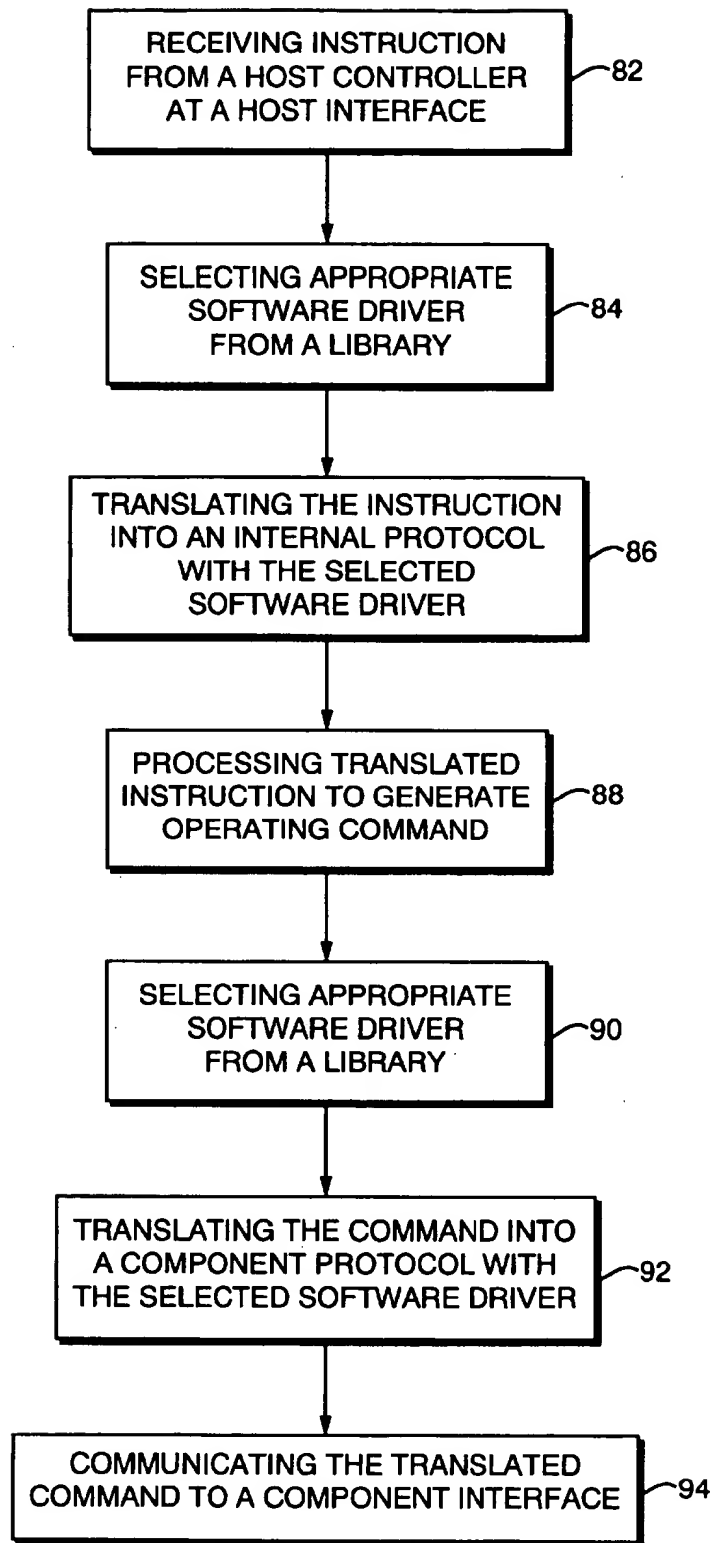 RECEIVING INSTRUCTION
FROM A HOST CONTROLLER
AT A HOST INTERFACE
82
SELECTING APPROPRIATE
SOFTWARE DRIVER
FROM A LIBRARY
84
TRANSLATING THE INSTRUCTION
INTO AN INTERNAL PROTOCOL
WITH THE SELECTED
SOFTWARE DRIVER
86
PROCESSING TRANSLATED
INSTRUCTION TO GENERATE
OPERATING COMMAND
88
SELECTING APPROPRIATE
SOFTWARE DRIVER
FROM A LIBRARY
90
TRANSLATING THE COMMAND INTO
A COMPONENT PROTOCOL WITH
THE SELECTED SOFTWARE DRIVER
92
COMMUNICATING THE TRANSLATED
COMMAND TO A COMPONENT INTERFACE
94